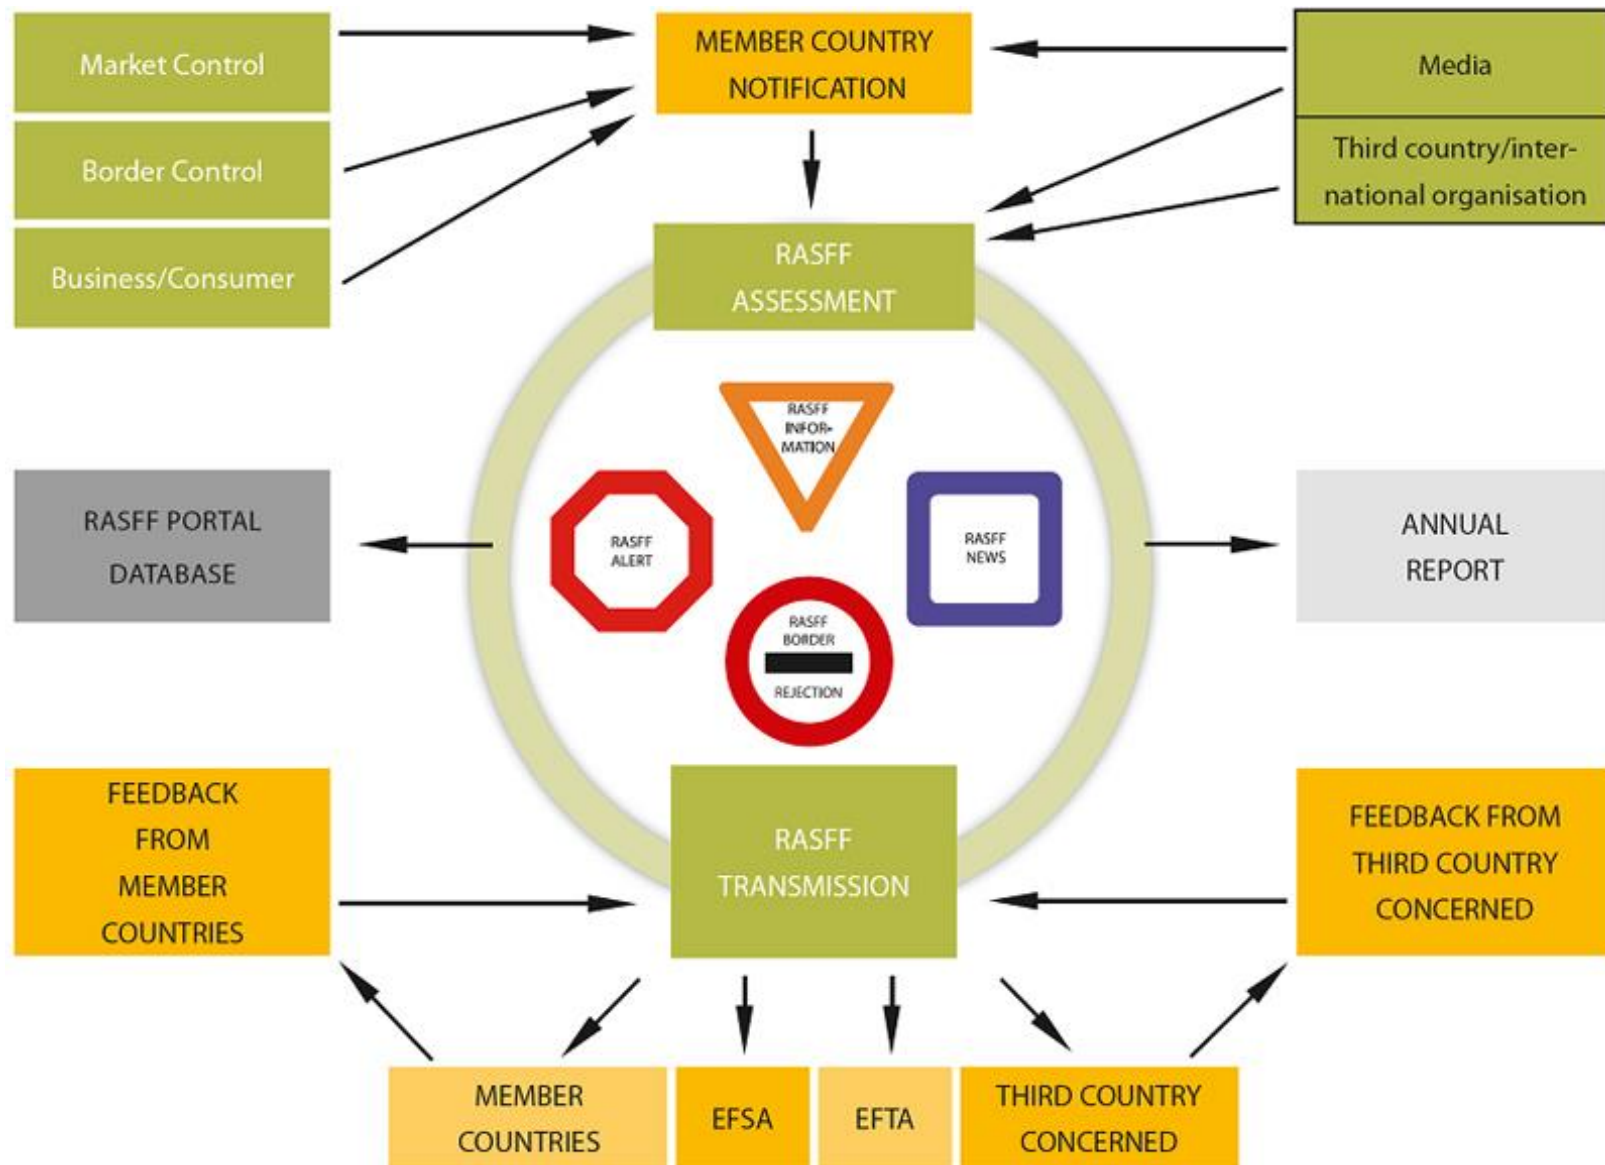 Market Control
Border Control
Business/Consumer
MEMBER COUNTRY
NOTIFICATION
Media
Third country/inter-
national organisation
RASFF
ASSESSMENT
RASFF
INFOR-
MATION
RASFF
ALERT
RASFF
NEWS
RASFF
BORDER
REJECTION
RASFF PORTAL
DATABASE
ANNUAL
REPORT
FEEDBACK
FROM
MEMBER
COUNTRIES
RASFF
TRANSMISSION
FEEDBACK FROM
THIRD COUNTRY
CONCERNED
MEMBER
COUNTRIES
EFSA
EFTA
THIRD COUNTRY
CONCERNED